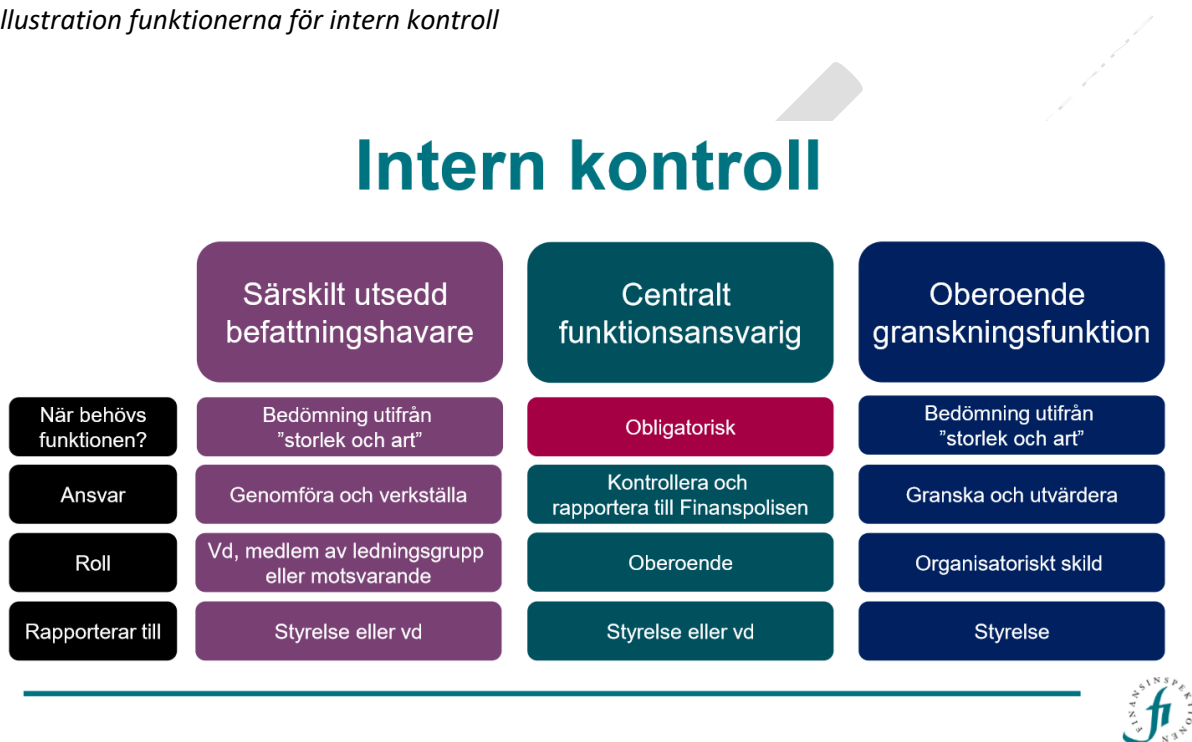 llustration funktionerna för intern kontroll
Intern kontroll
Särskilt utsedd
befattningshavare
Centralt
funktionsansvarig
Oberoende
granskningsfunktion
När behövs
funktionen?
Bedömning utifrån
”storlek och art”
Obligatorisk
Bedömning utifrån
”storlek och art”
Ansvar
Genomföra och verkställa
Kontrollera och
rapportera till Finanspolisen
Granska och utvärdera
Roll
Vd, medlem av ledningsgrupp
eller motsvarande
Oberoende
Organisatoriskt skild
Rapporterar till
Styrelse eller vd
Styrelse eller vd
Styrelse
FINANSINSPEKTIONEN
fi